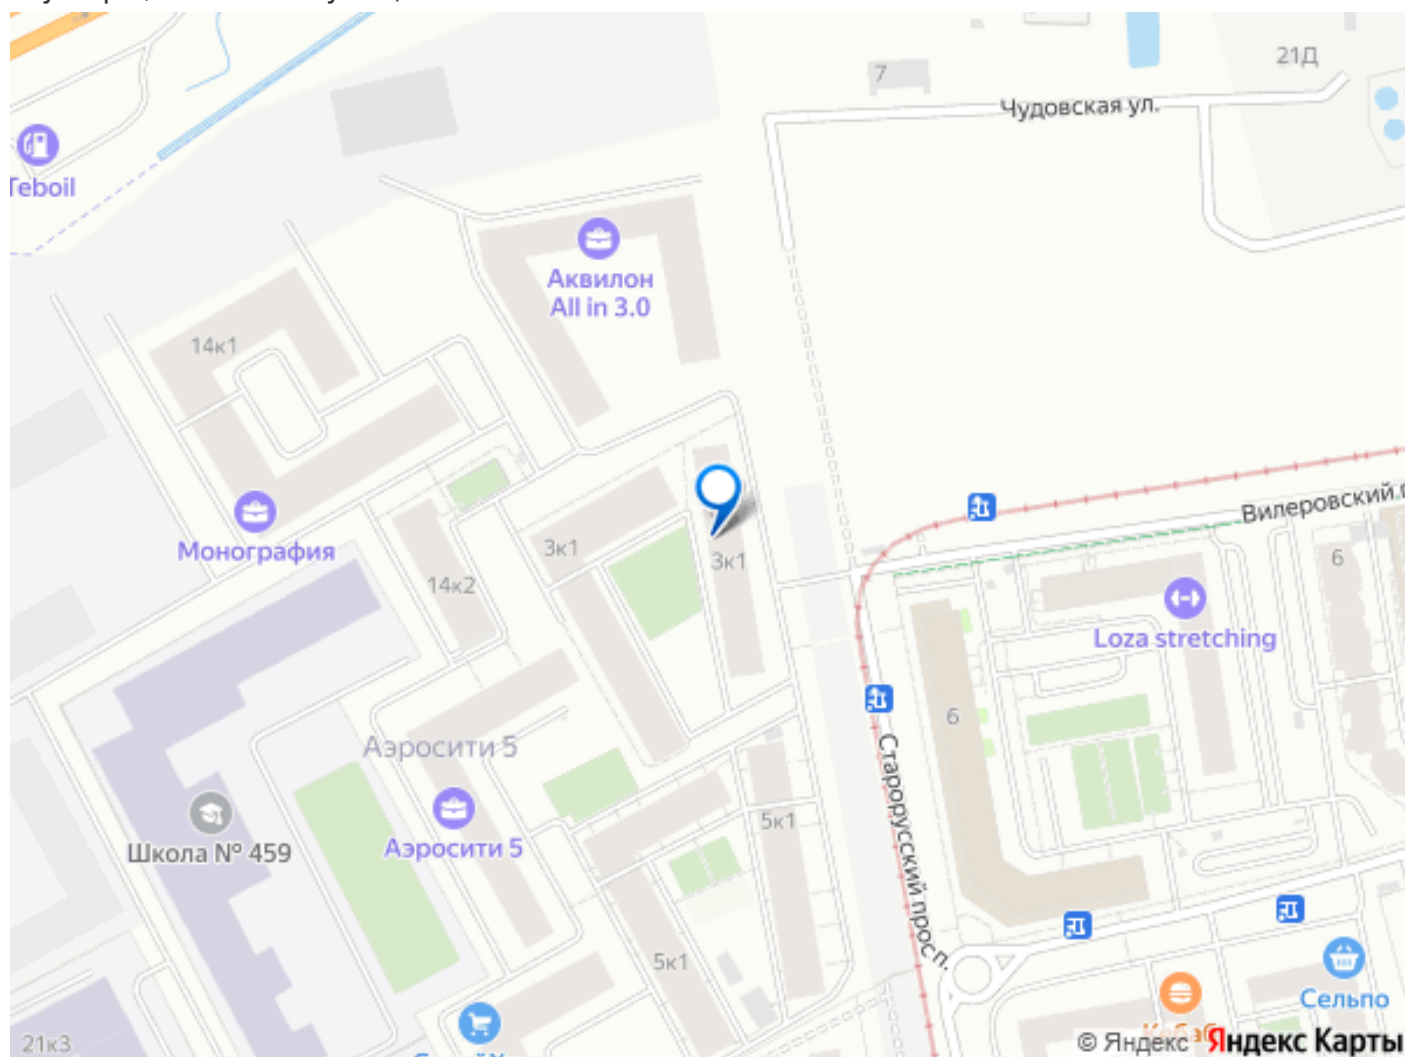 21Д
7
Чудовская ул.
Teboil
Аквилон
All in 3.0
14к1
Вилеровский
Монография
3к1
3к1
6
14к2
Loza stretching
6
Аэросити 5
Старорусский просп.
5к1
Школа № 459
Аэросити 5
5к1
Сельпо
21к3
© Яндекс Яндекс Карты